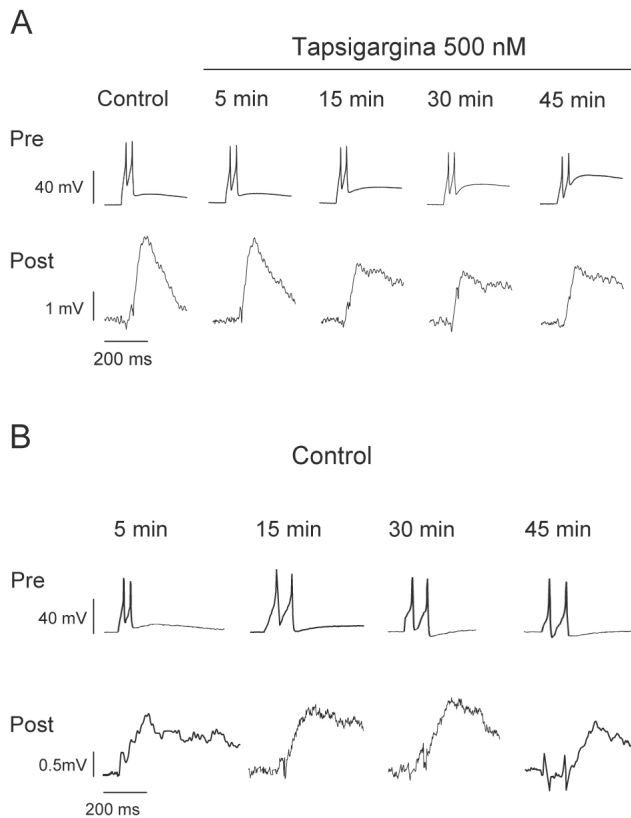 A
Tapsigargina 500 nM
Control 5 min 15 min 30 min 45 min
Pre
40 mV
Post
1 mV
200 ms
B
Control
5 min 15 min 30 min 45 min
Pre
40 mV
Post
0.5mV
200 ms